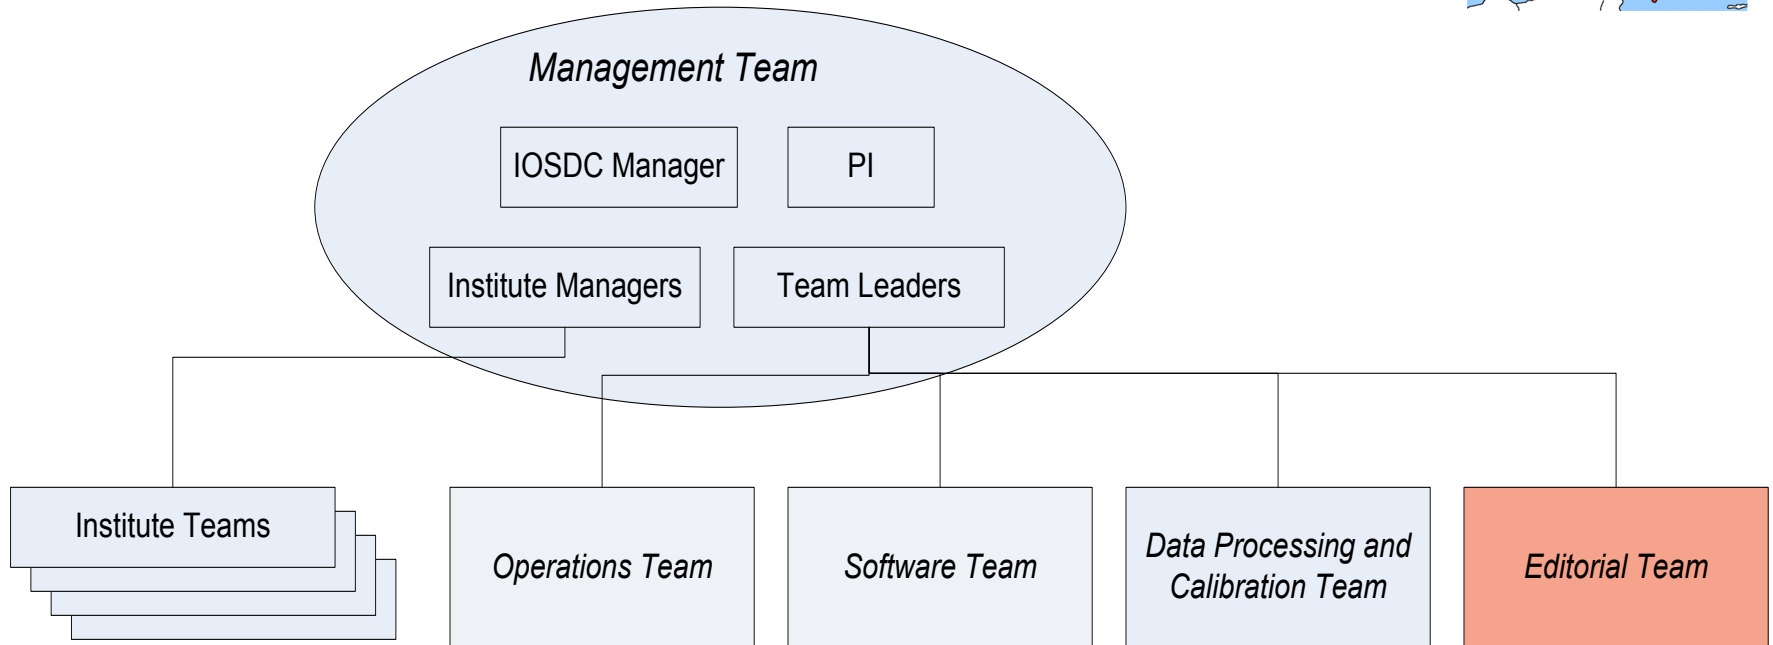 Management Team
IOSDC Manager
PI
Institute Managers
Team Leaders
Institute Teams
Operations Team
Software Team
Data Processing and
Calibration Team
Editorial Team